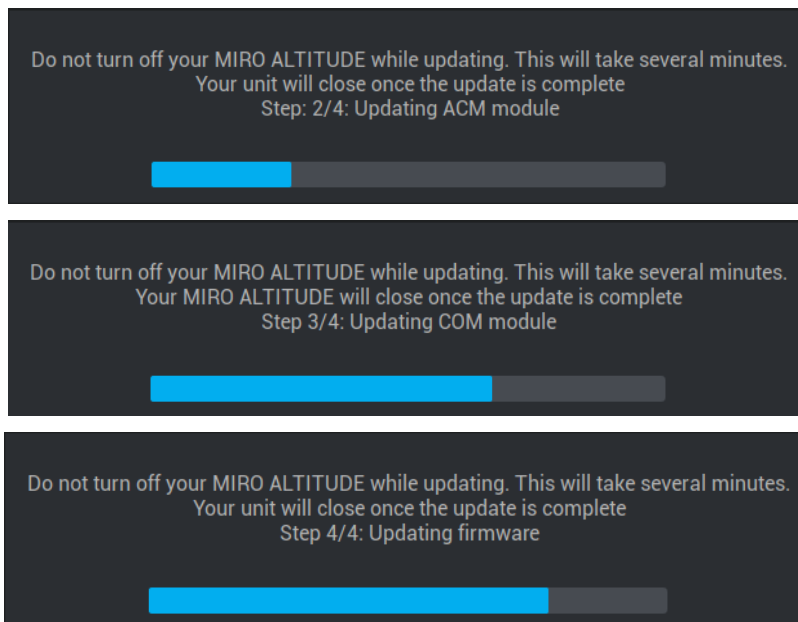 Do not turn off your MIRO ALTITUDE while updating. This will take several minutes.
Your unit will close once the update is complete
Step: 2/4: Updating ACM module
Do not turn off your MIRO ALTITUDE while updating. This will take several minutes.
Your MIRO ALTITUDE will close once the update is complete
Step 3/4: Updating COM module
Do not turn off your MIRO ALTITUDE while updating. This will take several minutes.
Your unit will close once the update is complete
Step 4/4: Updating firmware